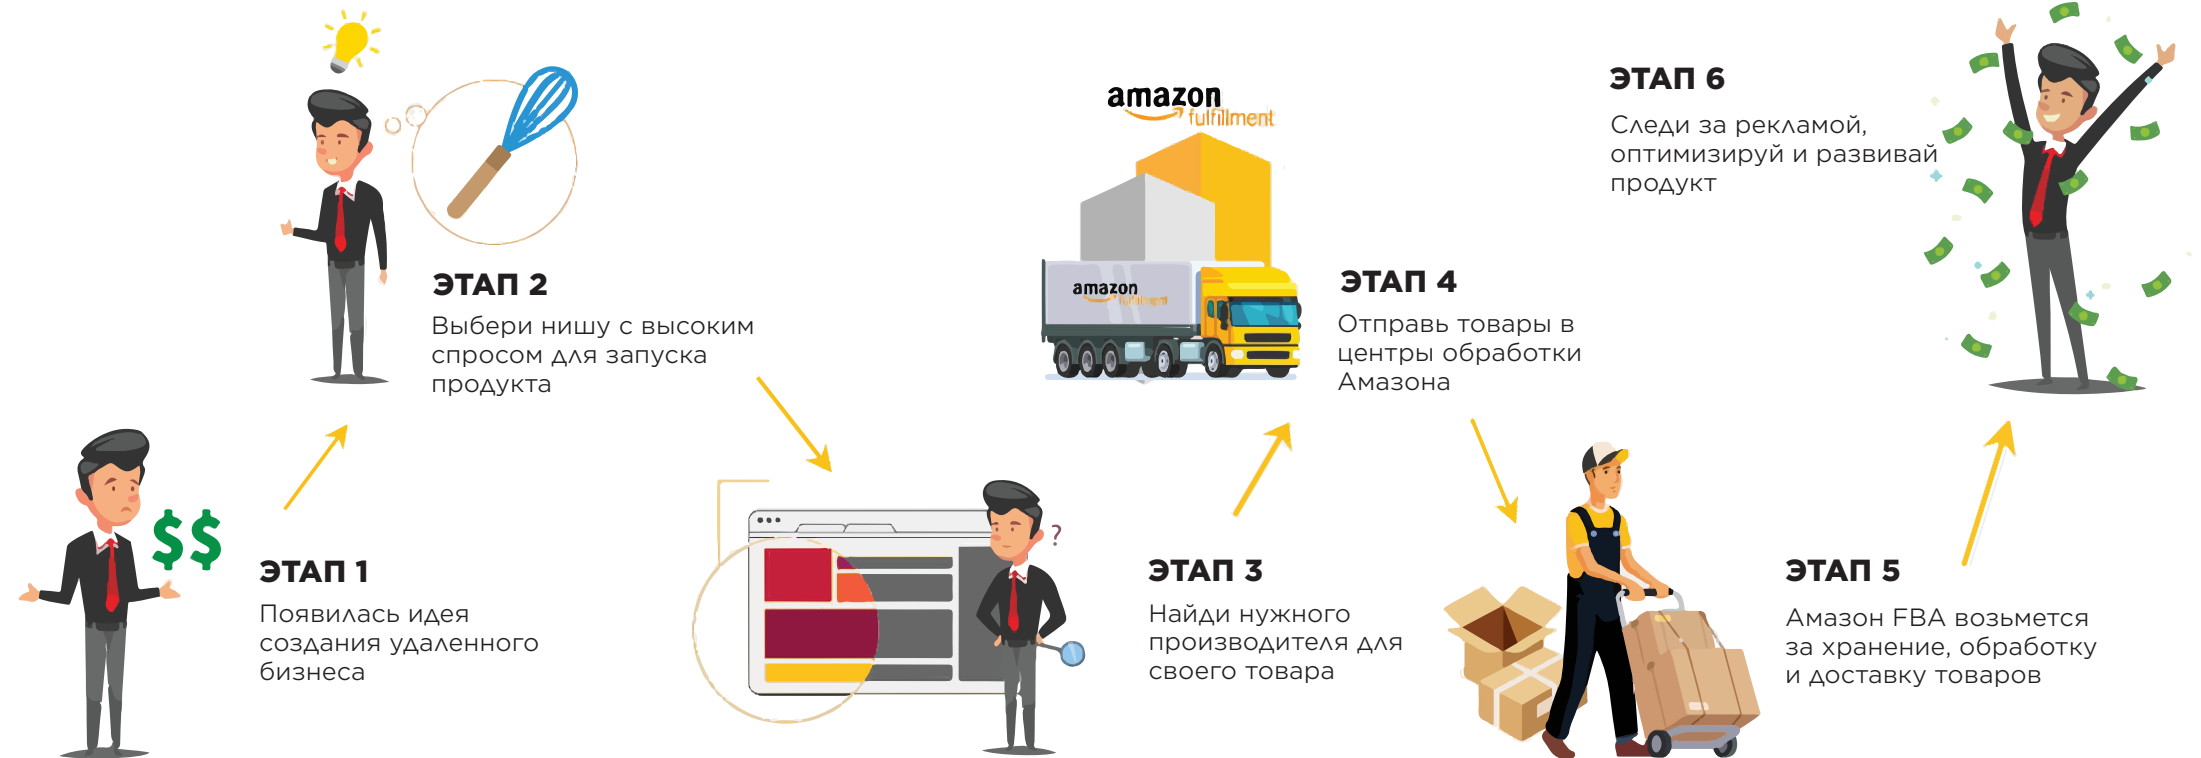 ЭТАП 1
Появилась идея
создания удаленного
бизнеса
$$
ЭТАП 2
Выбери нишу с высоким
спросом для запуска
продукта
ЭТАП 3
Найди нужного
производителя для
своего товара
?
amazon
fulfillment
amazon
fulfillment
ЭТАП 4
Отправь товары в
центры обработки
Амазона
ЭТАП 5
Амазон FBA возьмется
за хранение, обработку
и доставку товаров
ЭТАП 6
Следи за рекламой,
оптимизируй и развивай
продукт